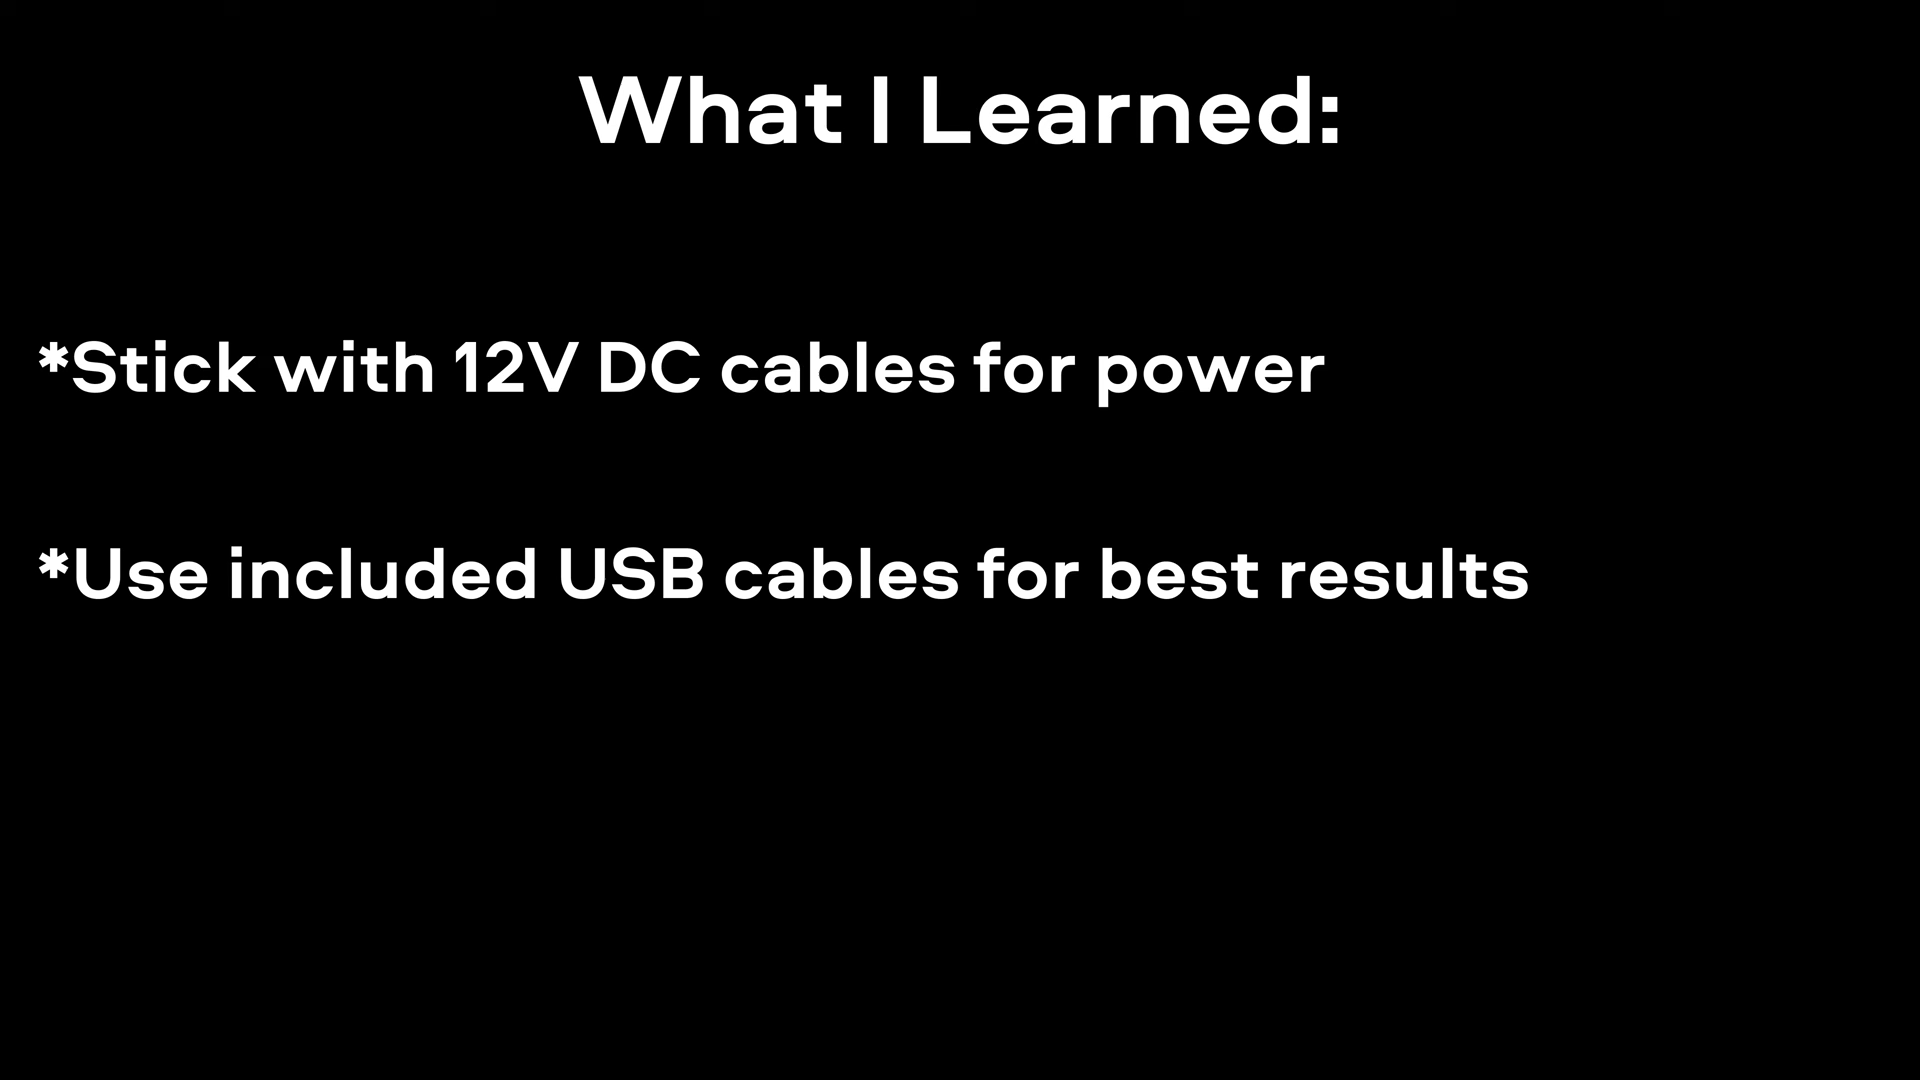 What I Learned:
*Stick with 12V DC cables for power
*Use included USB cables for best results